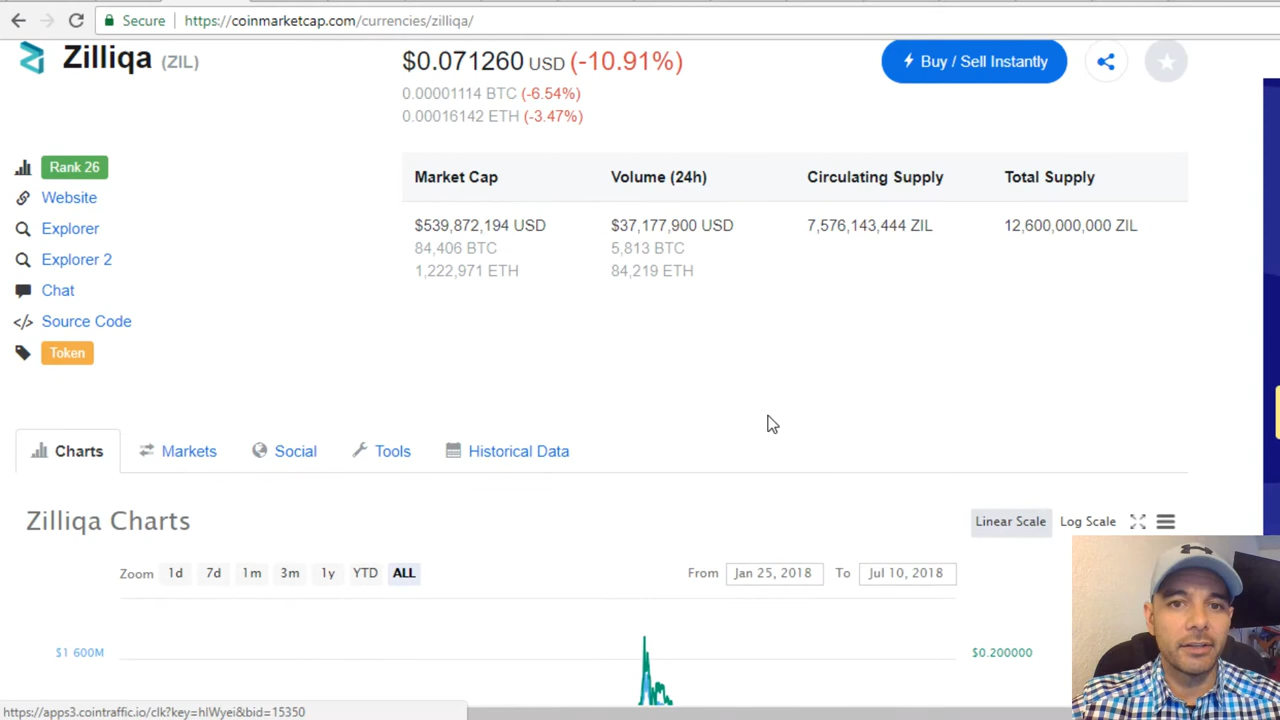 Secure https://coinmarketcap.com/currencies/zilliqa/
Zilliqa (ZIL)
$0.071260 USD (-10.91%)
0.00001114 BTC (-6.54%)
0.00016142 ETH (-3.47%)
Buy / Sell Instantly
Rank 26
Website
Explorer
Explorer 2
Chat
Source Code
Token
Market Cap Volume (24h) Circulating Supply Total Supply
$539,872,194 USD $37,177,900 USD 7,576,143,444 ZIL 12,600,000,000 ZIL
84,406 BTC 5,813 BTC
1,222,971 ETH 84,219 ETH
Charts Markets Social Tools Historical Data
Zilliqa Charts
Linear Scale Log Scale
Zoom 1d 7d 1m 3m 1y YTD ALL From Jan 25, 2018 To Jul 10, 2018
$1 600M $0.200000
https://apps3.cointraffic.io/clk?key=hIWyei&bid=15350